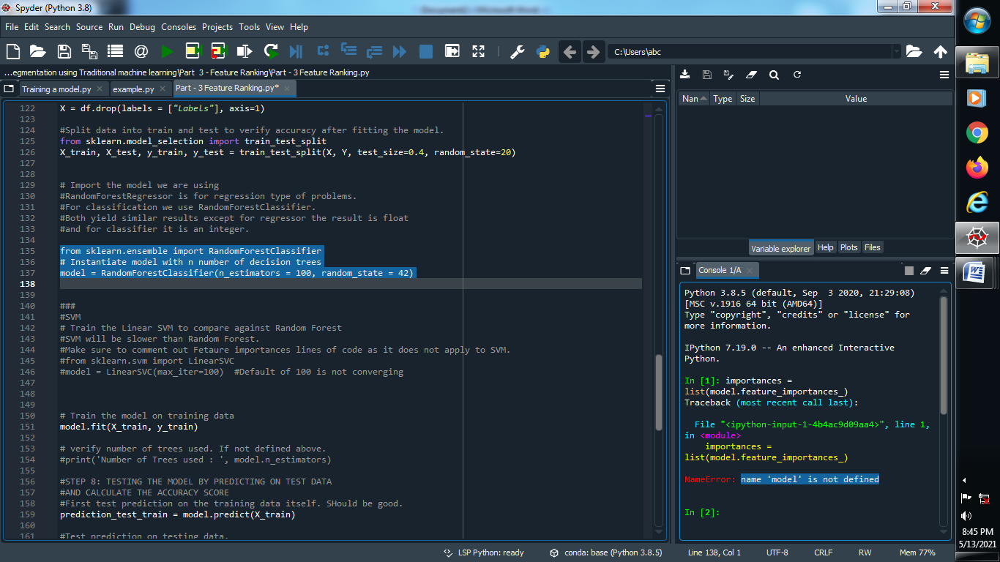 Spyder (Python 3.8)
File Edit Search Source Run Debug Consoles Projects Tools View Help
C:\Users\abc
...egmentation using Traditional machine learning\Part 3 - Feature Ranking\Part - 3 Feature Ranking.py
Training a model.py example.py Part - 3 Feature Ranking.py*
122 X = df.drop(labels = ["Labels"], axis=1)
123
124 #Split data into train and test to verify accuracy after fitting the model.
125 from sklearn.model_selection import train_test_split
126 X_train, X_test, y_train, y_test = train_test_split(X, Y, test_size=0.4, random_state=20)
127
128
129 # Import the model we are using
130 #RandomForestRegressor is for regression type of problems.
131 #For classification we use RandomForestClassifier.
132 #Both yield similar results except for regressor the result is float
133 #and for classifier it is an integer.
134
135 from sklearn.ensemble import RandomForestClassifier
136 # Instantiate model with n number of decision trees
137 model = RandomForestClassifier(n_estimators = 100, random_state = 42)
138
139
140 ###
141 #SVM
142 # Train the Linear SVM to compare against Random Forest
143 #SVM will be slower than Random Forest.
144 #Make sure to comment out Fetaure importances lines of code as it does not apply to SVM.
145 #from sklearn.svm import LinearSVC
146 #model = LinearSVC(max_iter=100)  #Default of 100 is not converging
147
148
149
150 # Train the model on training data
151 model.fit(X_train, y_train)
152
153 # verify number of trees used. If not defined above.
154 #print('Number of Trees used : ', model.n_estimators)
155
156 #STEP 8: TESTING THE MODEL BY PREDICTING ON TEST DATA
157 #AND CALCULATE THE ACCURACY SCORE
158 #First test prediction on the training data itself. SHould be good.
159 prediction_test_train = model.predict(X_train)
160
161 #Test prediction on testing data.
Nan Type Size Value
Variable explorer Help Plots Files
Console 1/A
Python 3.8.5 (default, Sep  3 2020, 21:29:08)
[MSC v.1916 64 bit (AMD64)]
Type "copyright", "credits" or "license" for
more information.
IPython 7.19.0 -- An enhanced Interactive
Python.
In [1]: importances =
list(model.feature_importances_)
Traceback (most recent call last):
File "<ipython-input-1-4b4ac9d09aa4>", line 1,
in <module>
importances =
list(model.feature_importances_)
NameError: name 'model' is not defined
In [2]:
LSP Python: ready conda: base (Python 3.8.5) Line 138, Col 1 UTF-8 CRLF RW Mem 77%
8:45 PM
5/13/2021